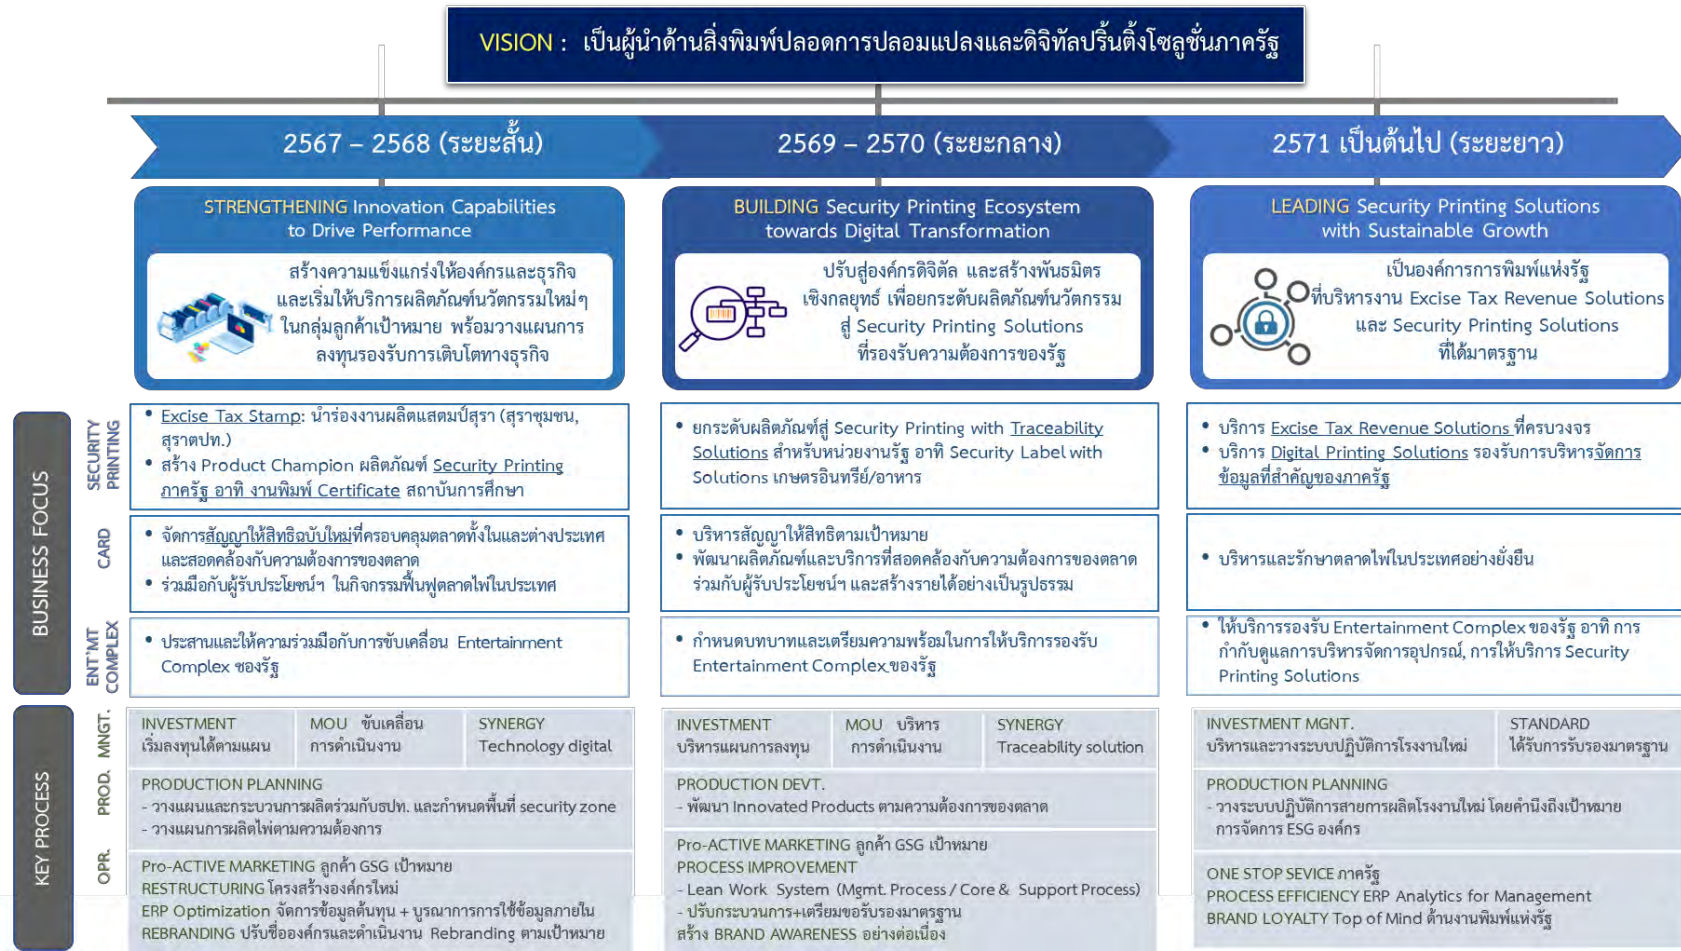 VISION : เป็นผู้นำด้านสิ่งพิมพ์ปลอดการปลอมแปลงและดิจิทัลปริ้นติ้งโซลูชั่นภาครัฐ
2567 – 2568 (ระยะสั้น)
2569 – 2570 (ระยะกลาง)
2571 เป็นต้นไป (ระยะยาว)
STRENGTHENING Innovation Capabilities
to Drive Performance
สร้างความแข็งแกร่งให้องค์กรและธุรกิจ
และเริ่มให้บริการผลิตภัณฑ์นวัตกรรมใหม่ๆ
ในกลุ่มลูกค้าเป้าหมาย พร้อมวางแผนการ
ลงทุนรองรับการเติบโตทางธุรกิจ
BUILDING Security Printing Ecosystem
towards Digital Transformation
ปรับสู่องค์กรดิจิตัล และสร้างพันธมิตร
เชิงกลยุทธ์ เพื่อยกระดับผลิตภัณฑ์นวัตกรรม
สู่ Security Printing Solutions
ที่รองรับความต้องการของรัฐ
LEADING Security Printing Solutions
with Sustainable Growth
เป็นองค์การการพิมพ์แห่งรัฐ
ที่บริหารงาน Excise Tax Revenue Solutions
และ Security Printing Solutions
ที่ได้มาตรฐาน
BUSINESS FOCUS
SECURITY
PRINTING
• Excise Tax Stamp: นำร่องงานผลิตแสตมป์สุรา (สุราชุมชน,
สุราตปท.)
• สร้าง Product Champion ผลิตภัณฑ์ Security Printing
ภาครัฐ อาทิ งานพิมพ์ Certificate สถาบันการศึกษา
• ยกระดับผลิตภัณฑ์สู่ Security Printing with Traceability
Solutions สำหรับหน่วยงานรัฐ อาทิ Security Label with
Solutions เกษตรอินทรีย์/อาหาร
• บริการ Excise Tax Revenue Solutions ที่ครบวงจร
• บริการ Digital Printing Solutions รองรับการบริหารจัดการ
ข้อมูลที่สำคัญของภาครัฐ
CARD
• จัดการสัญญาให้สิทธิฉบับใหม่ที่ครอบคลุมตลาดทั้งในและต่างประเทศ
และสอดคล้องกับความต้องการของตลาด
• ร่วมมือกับผู้รับประโยชน์ฯ ในกิจกรรมฟื้นฟูตลาดไพ่ในประเทศ
• บริหารสัญญาให้สิทธิตามเป้าหมาย
• พัฒนาผลิตภัณฑ์และบริการที่สอดคล้องกับความต้องการของตลาด
ร่วมกับผู้รับประโยชน์ฯ และสร้างรายได้อย่างเป็นรูปธรรม
• บริหารและรักษาตลาดไพ่ในประเทศอย่างยั่งยืน
ENT'MT
COMPLEX
• ประสานและให้ความร่วมมือกับการขับเคลื่อน Entertainment
Complex ของรัฐ
• กำหนดบทบาทและเตรียมความพร้อมในการให้บริการรองรับ
Entertainment Complex ของรัฐ
• ให้บริการรองรับ Entertainment Complex ของรัฐ อาทิ การ
กำกับดูแลการบริหารจัดการอุปกรณ์, การให้บริการ Security
Printing Solutions
KEY PROCESS
MNGT.
INVESTMENT
เริ่มลงทุนได้ตามแผน
MOU ขับเคลื่อน
การดำเนินงาน
SYNERGY
Technology digital
INVESTMENT
บริหารแผนการลงทุน
MOU บริหาร
การดำเนินงาน
SYNERGY
Traceability solution
INVESTMENT MGNT.
บริหารและวางระบบปฏิบัติการโรงงานใหม่
STANDARD
ได้รับการรับรองมาตรฐาน
PROD.
PRODUCTION PLANNING
- วางแผนและกระบวนการผลิตร่วมกับธปท. และกำหนดพื้นที่ security zone
- วางแผนการผลิตไพ่ตามความต้องการ
PRODUCTION DEVT.
- พัฒนา Innovated Products ตามความต้องการของตลาด
PRODUCTION PLANNING
- วางระบบปฏิบัติการสายการผลิตโรงงานใหม่ โดยคำนึงถึงเป้าหมาย
การจัดการ ESG องค์กร
OPR.
Pro-ACTIVE MARKETING ลูกค้า GSG เป้าหมาย
RESTRUCTURING โครงสร้างองค์กรใหม่
ERP Optimization จัดการข้อมูลต้นทุน + บูรณาการการใช้ข้อมูลภายใน
REBRANDING ปรับชื่อองค์กรและดำเนินงาน Rebranding ตามเป้าหมาย
Pro-ACTIVE MARKETING ลูกค้า GSG เป้าหมาย
PROCESS IMPROVEMENT
- Lean Work System (Mgmt. Process / Core & Support Process)
- ปรับกระบวนการ+เตรียมขอรับรองมาตรฐาน
สร้าง BRAND AWARENESS อย่างต่อเนื่อง
ONE STOP SEVICE ภาครัฐ
PROCESS EFFICIENCY ERP Analytics for Management
BRAND LOYALTY Top of Mind ด้านงานพิมพ์แห่งรัฐ